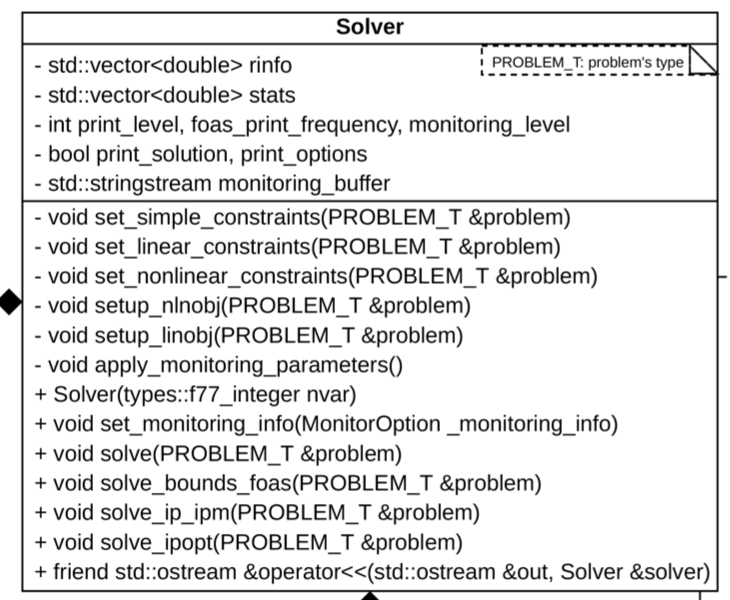 Solver
PROBLEM_T: problem's type
- std::vector<double> rinfo
- std::vector<double> stats
- int print_level, foas_print_frequency, monitoring_level
- bool print_solution, print_options
- std::stringstream monitoring_buffer
- void set_simple_constraints(PROBLEM_T &problem)
- void set_linear_constraints(PROBLEM_T &problem)
- void set_nonlinear_constraints(PROBLEM_T &problem)
- void setup_nlnobj(PROBLEM_T &problem)
- void setup_linobj(PROBLEM_T &problem)
- void apply_monitoring_parameters()
+ Solver(types::f77_integer nvar)
+ void set_monitoring_info(MonitorOption _monitoring_info)
+ void solve(PROBLEM_T &problem)
+ void solve_bounds_foas(PROBLEM_T &problem)
+ void solve_ip_ipm(PROBLEM_T &problem)
+ void solve_ipopt(PROBLEM_T &problem)
+ friend std::ostream &operator<<(std::ostream &out, Solver &solver)